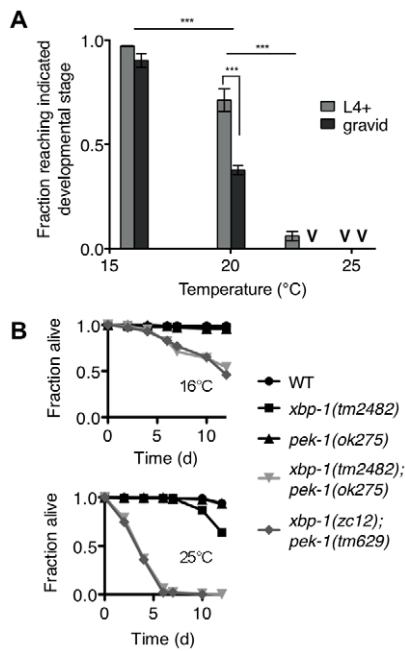 A
***
***
***
Fraction reaching indicated
developmental stage
1.0
0.5
0.0
L4+
gravid
V
V V
15 20 25
Temperature (°C)
B
Fraction alive
1.0
0.5
0.0
16°C
0 5 10
Time (d)
WT
xbp-1(tm2482)
pek-1(ok275)
xbp-1(tm2482);
pek-1(ok275)
xbp-1(zc12);
pek-1(tm629)
Fraction alive
1.0
0.5
0.0
25°C
0 5 10
Time (d)